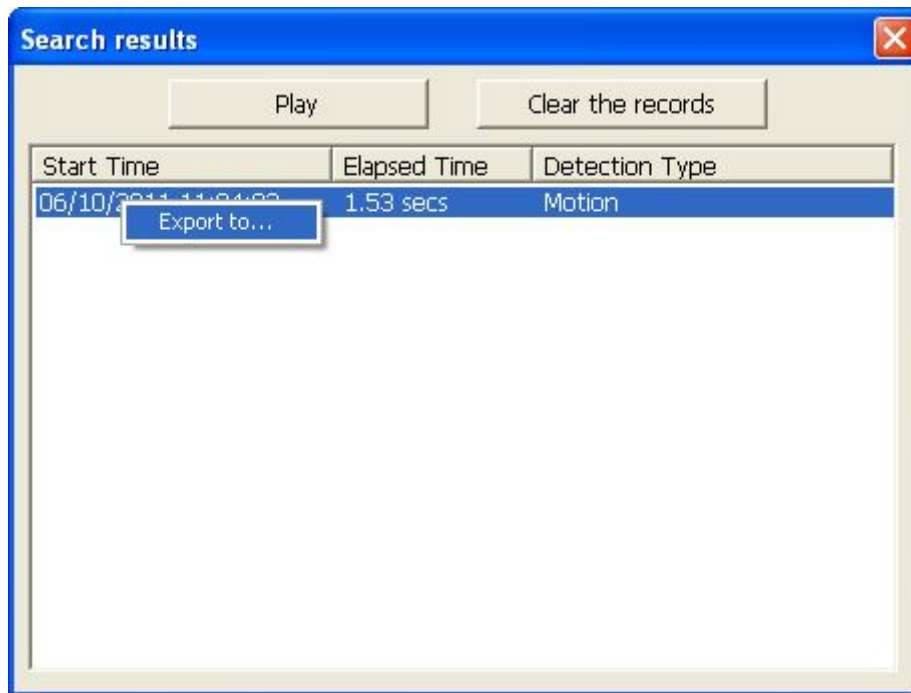 Search results
Play Clear the records
Start Time Elapsed Time Detection Type
06/10/2011 1.53 secs Motion
Export to...